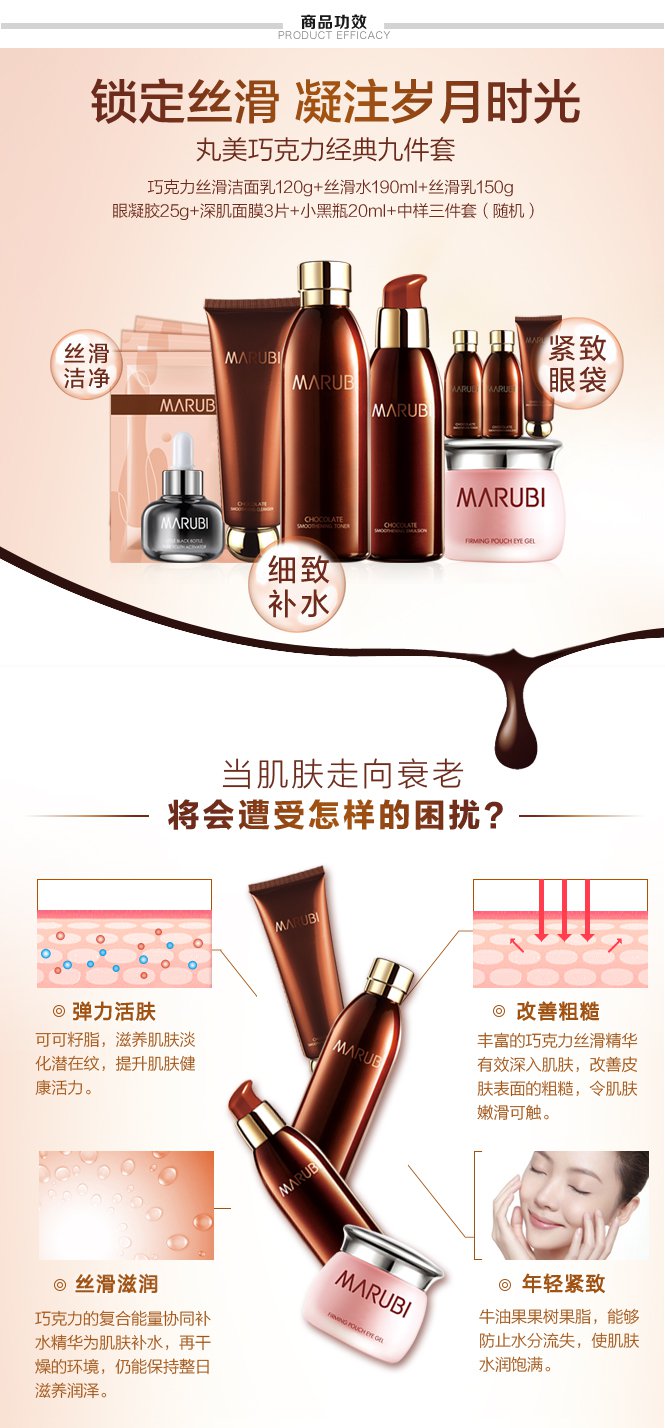 商品功效
PRODUCT EFFICACY
锁定丝滑 凝注岁月时光
丸美巧克力经典九件套
巧克力丝滑洁面乳120g+丝滑水190ml+丝滑乳150g
眼凝胶25g+深肌面膜3片+小黑瓶20ml+中样三件套（随机）
丝滑
洁净
紧致
眼袋
MARUBI
MARUBI
MARUBI
MARUB
MARUBI
CHOCOLATE
CHOCOLATE
SMOOTHENING TONER
CHOCOLATE
SMOOTHENING EMULSION
MARUBI
FIRMING POUCH EYE GEL
细致
补水
当肌肤走向衰老
将会遭受怎样的困扰?
MARUBI
MARUBI
MARUBI
MARUBI
FIRMING POUCH EYE GEL
弹力活肤
可可籽脂，滋养肌肤淡
化潜在纹，提升肌肤健
康活力。
改善粗糙
丰富的巧克力丝滑精华
有效深入肌肤，改善皮
肤表面的粗糙，令肌肤
嫩滑可触。
丝滑滋润
巧克力的复合能量协同补
水精华为肌肤补水，再干
燥的环境，仍能保持整日
滋养润泽。
年轻紧致
牛油果果树果脂，能够
防止水分流失，使肌肤
水润饱满。